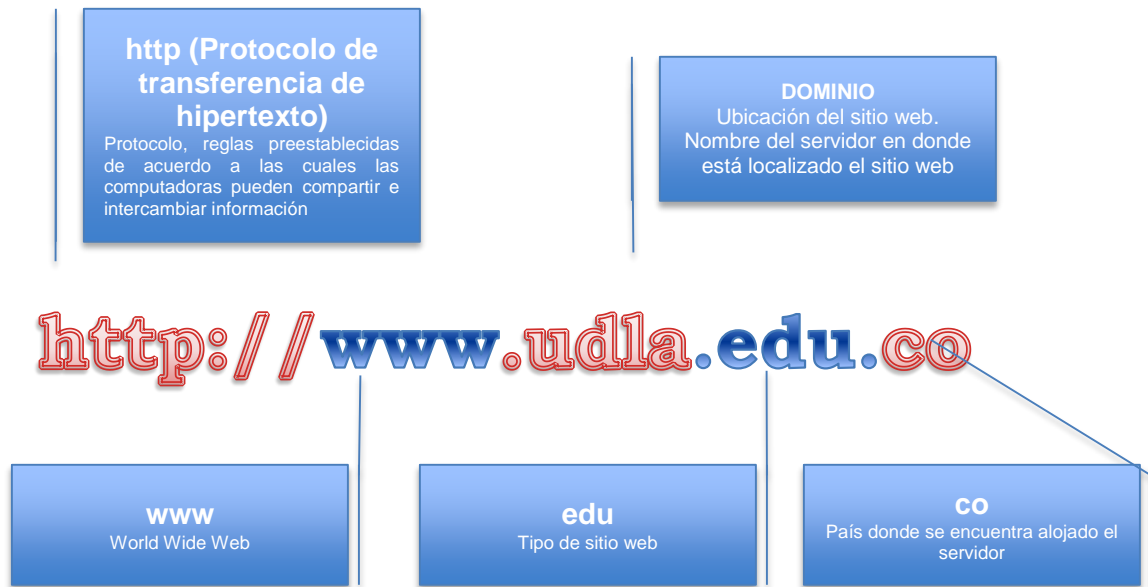 http (Protocolo de
transferencia de
hipertexto)
Protocolo, reglas preestablecidas
de acuerdo a las cuales las
computadoras pueden compartir e
intercambiar información
DOMINIO
Ubicación del sitio web.
Nombre del servidor en donde
está localizado el sitio web
http://www.udla.edu.co
www
World Wide Web
edu
Tipo de sitio web
co
País donde se encuentra alojado el
servidor